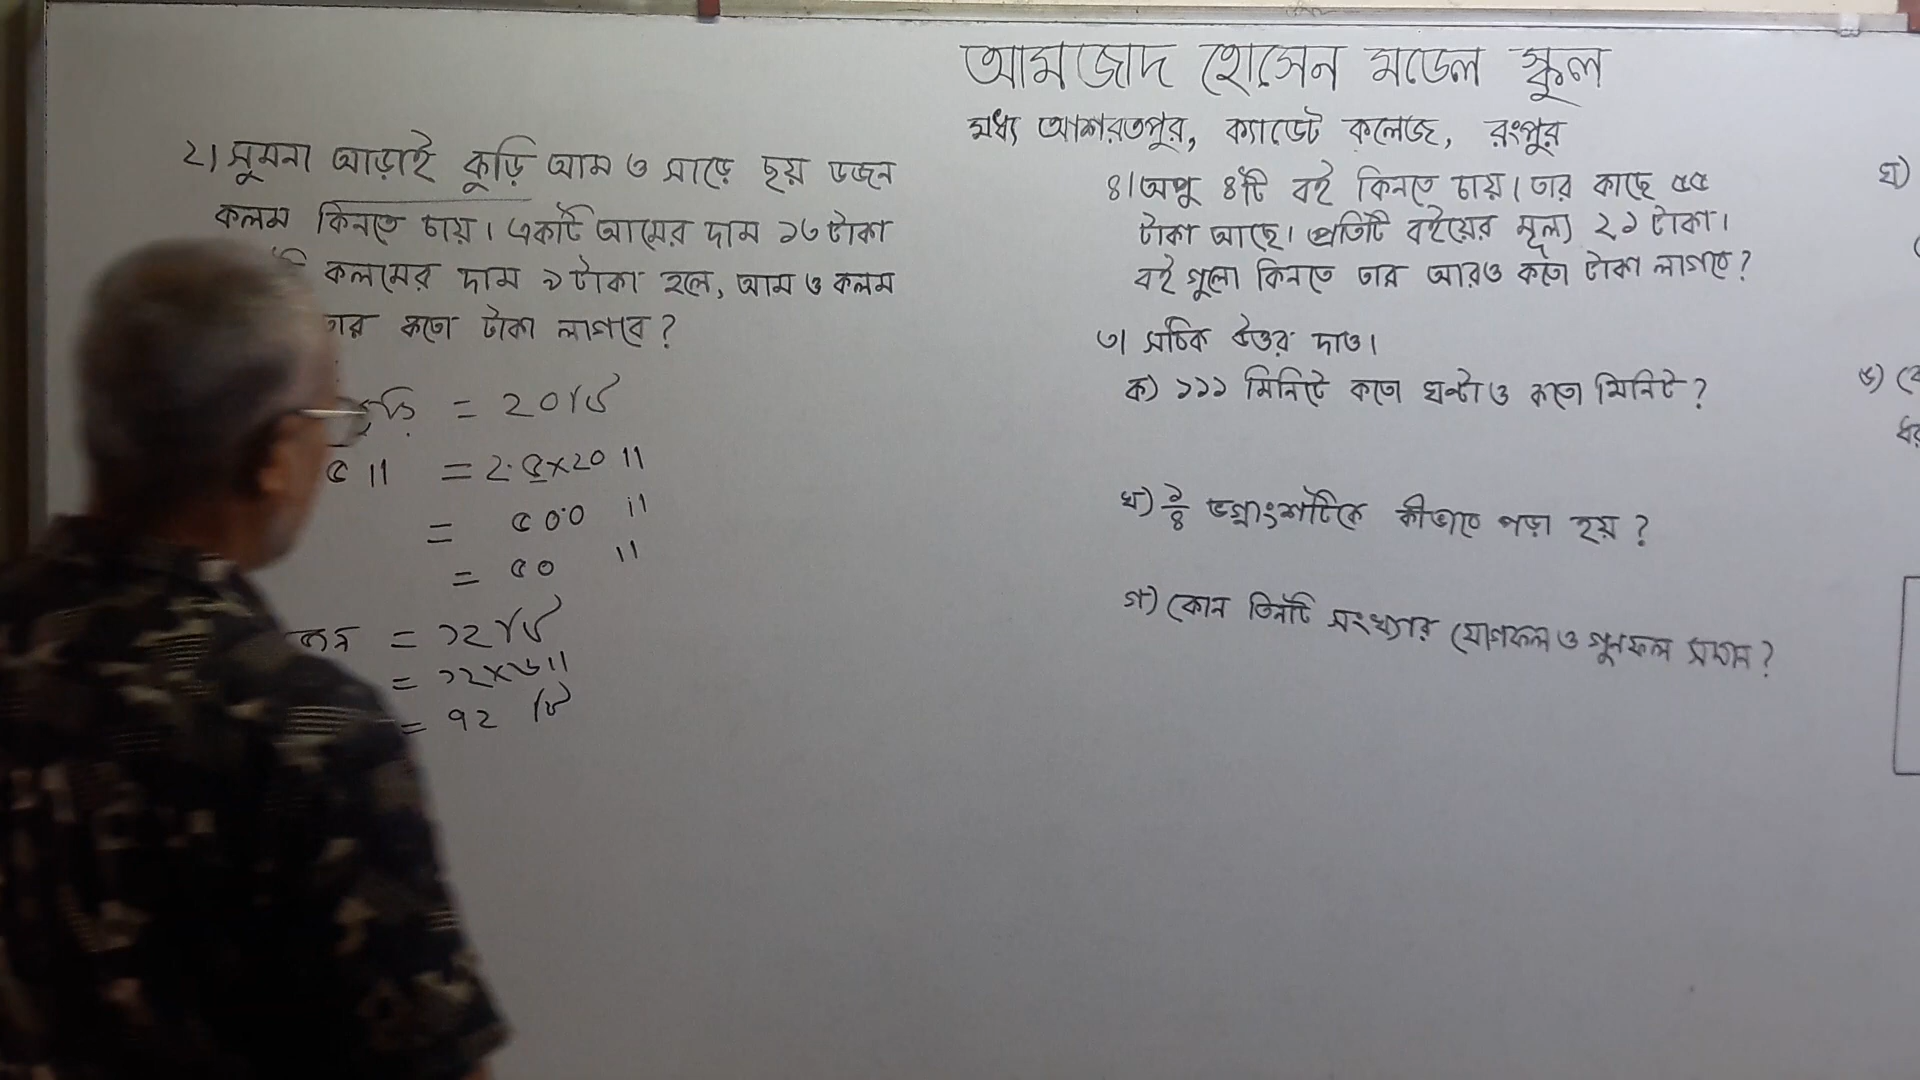 আমজাদ হোসেন মডেল স্কুল
মধ্য আশরতপুর, ক্যাডেট কলেজ, রংপুর
২। সুমনা আড়াই কুড়ি আম ও সাড়ে ছয় ডজন
কলম কিনতে চায়। একটি আমের দাম ১৬ টাকা
কলমের দাম ৯ টাকা হলে, আম ও কলম
তার কতো টাকা লাগবে?
= ২০টি
৫ 〃 = ২.৫×২০ 〃
= ৫০.০ 〃
= ৫০ 〃
= ১২টি
= ১২×৬ 〃
= ৭২ টি
৪। অপু ৪টি বই কিনতে চায়। তার কাছে ৫৫
টাকা আছে। প্রতিটি বইয়ের মূল্য ২১ টাকা।
বই গুলো কিনতে তার আরও কতো টাকা লাগবে?
৩। সঠিক উত্তর দাও।
ক) ১১১ মিনিটে কতো ঘন্টা ও কতো মিনিট?
খ) ১/৪ ভগ্নাংশটিকে কীভাবে পড়া হয়?
গ) কোন তিনটি সংখ্যার যোগফল ও গুনফল সমান?
ঘ)
ঙ)